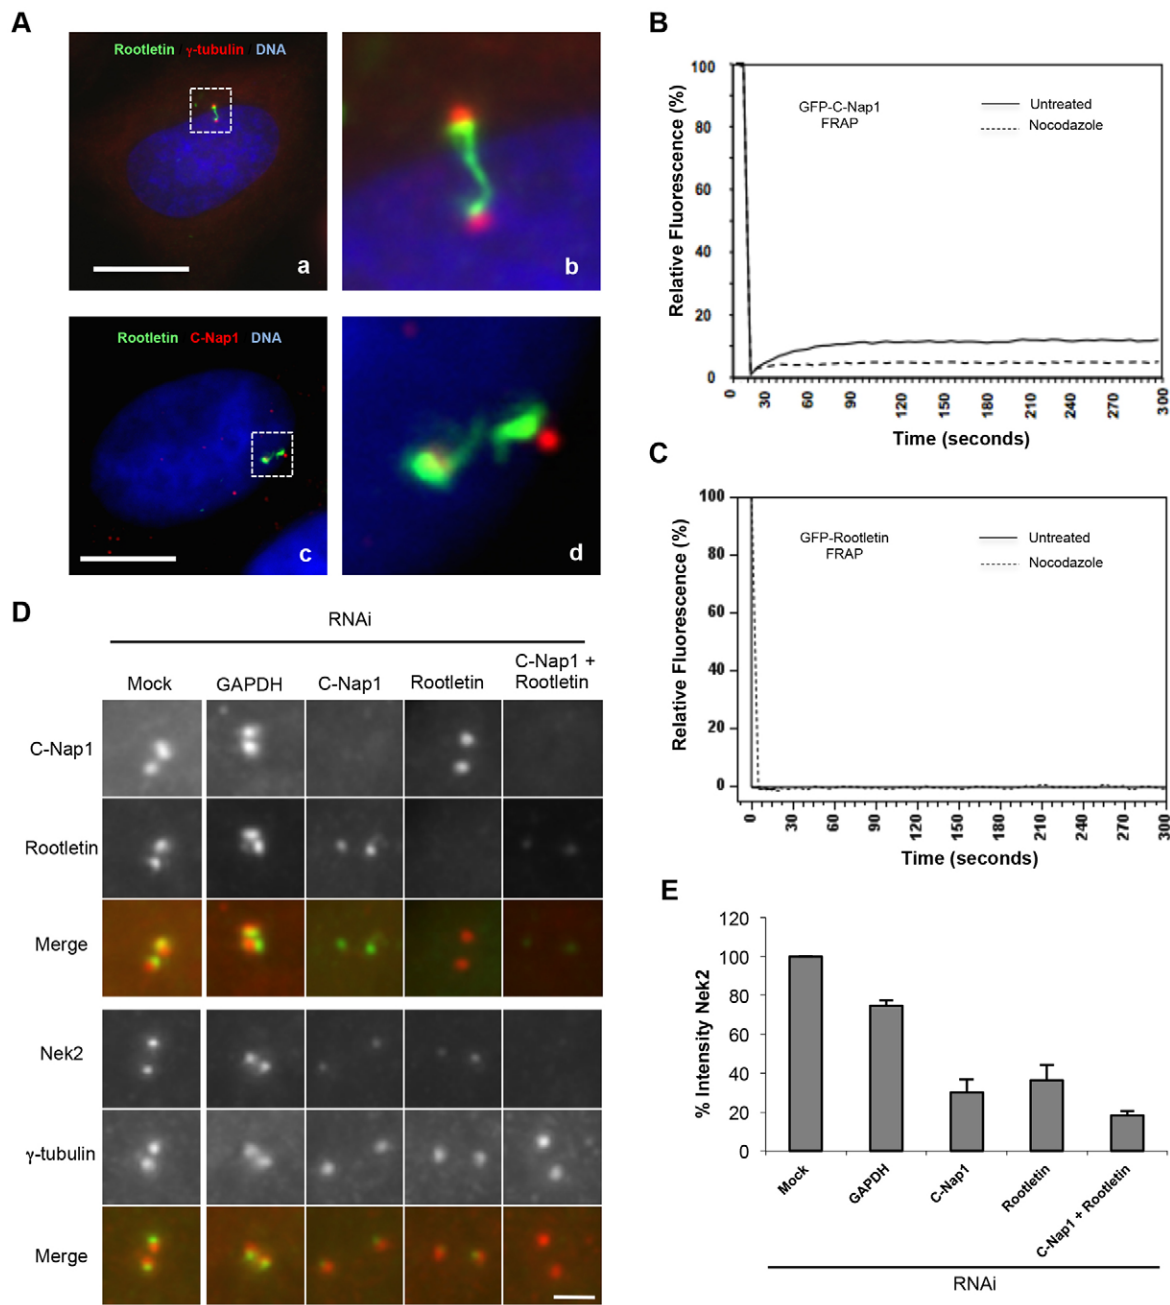 A
Rootletin γ-tubulin DNA
a
b
Rootletin C-Nap1 DNA
c
d
B
Relative Fluorescence (%)
100
80
60
40
20
0
GFP-C-Nap1
FRAP
Untreated
Nocodazole
0 30 60 90 120 150 180 210 240 270 300
Time (seconds)
C
Relative Fluorescence (%)
100
80
60
40
20
0
GFP-Rootletin
FRAP
Untreated
Nocodazole
0 30 60 90 120 150 180 210 240 270 300
Time (seconds)
D
RNAi
Mock GAPDH C-Nap1 Rootletin C-Nap1 +
Rootletin
C-Nap1
Rootletin
Merge
Nek2
γ-tubulin
Merge
E
% Intensity Nek2
120
100
80
60
40
20
0
Mock GAPDH C-Nap1 Rootletin C-Nap1 + Rootletin
RNAi